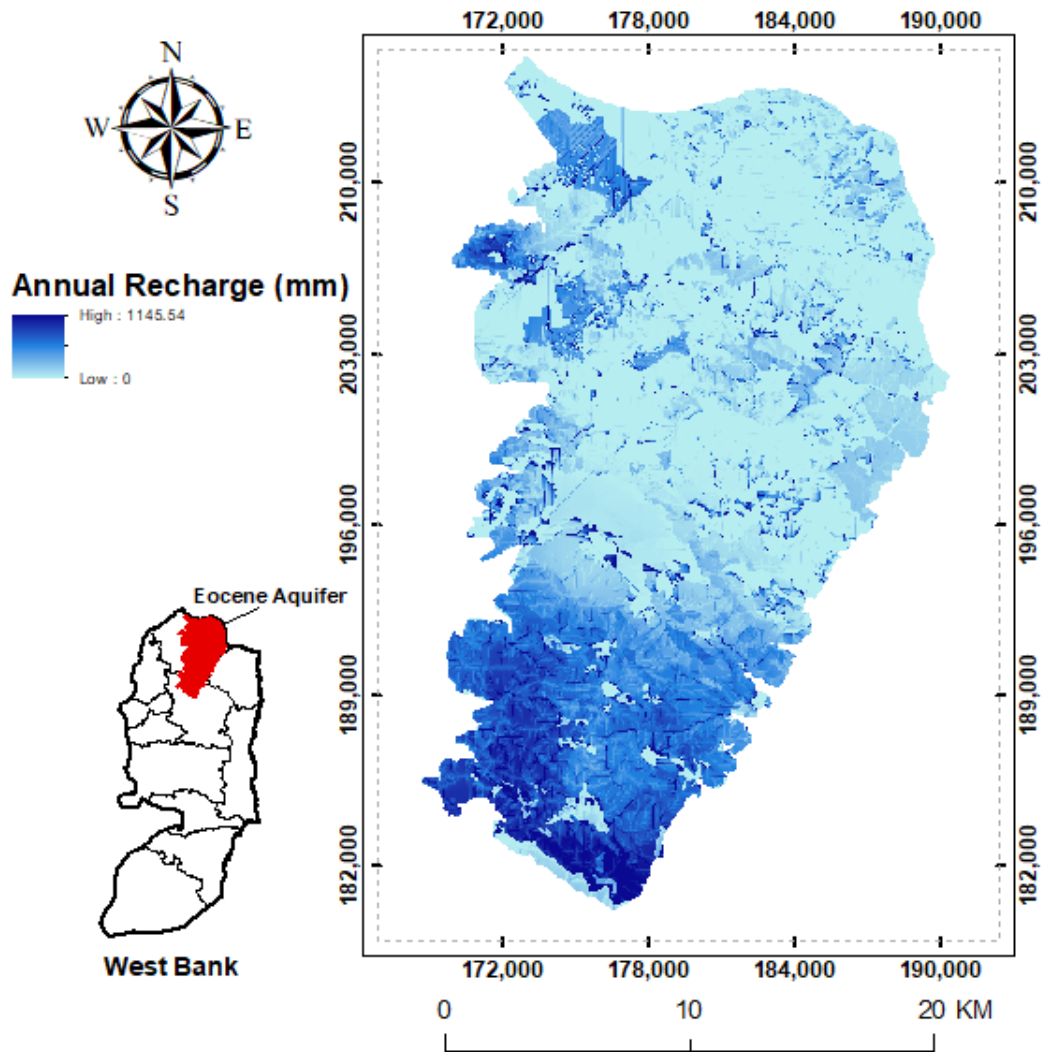 172,000 178,000 184,000 190,000
N
W E
S
210,000 210,000
Annual Recharge (mm)
High : 1145.54
Low : 0
203,000 203,000
196,000 196,000
Eocene Aquifer
189,000 189,000
182,000 182,000
West Bank
172,000 178,000 184,000 190,000
0 10 20 KM